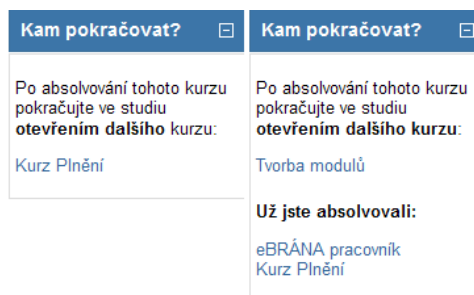 Kam pokračovat?
Po absolvování tohoto kurzu
pokračujte ve studiu
otevřením dalšího kurzu:
Kurz Plnění
Kam pokračovat?
Po absolvování tohoto kurzu
pokračujte ve studiu
otevřením dalšího kurzu:
Tvorba modulů
Už jste absolvovali:
eBRÁNA pracovník
Kurz Plnění